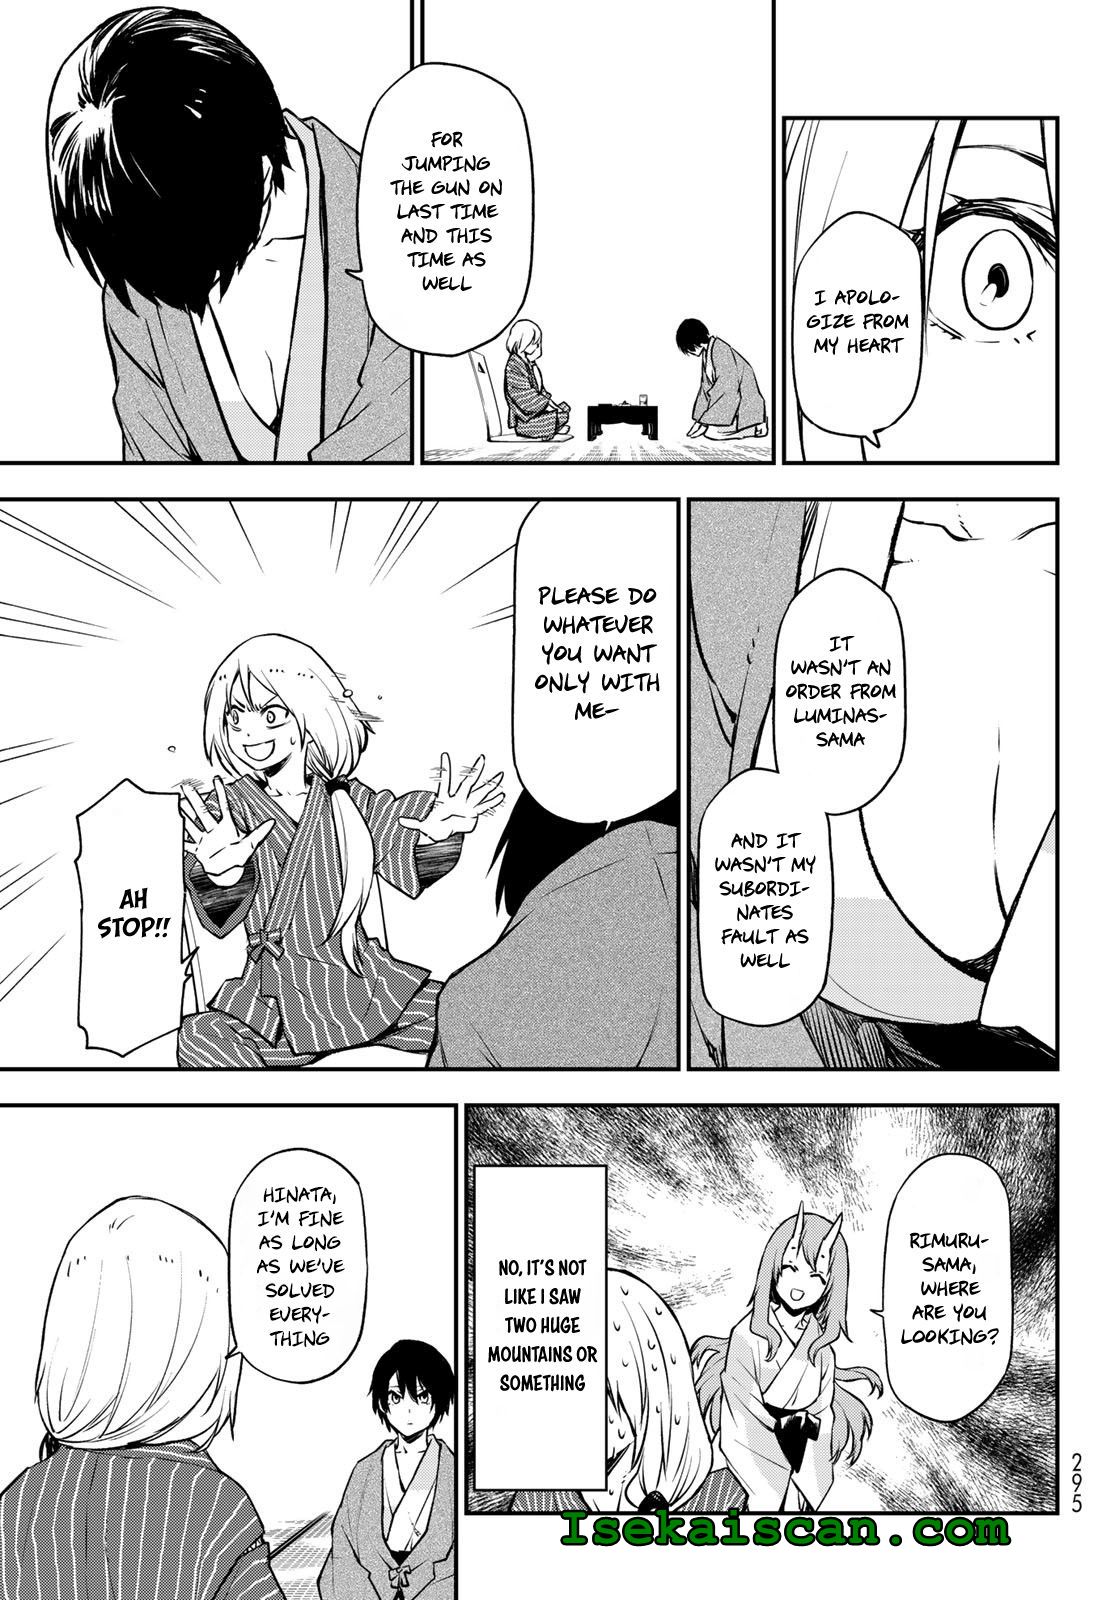 I APOLO-
GIZE FROM
MY HEART
FOR
JUMPING
THE GUN ON
LAST TIME
AND THIS
TIME AS
WELL
IT
WASN'T AN
ORDER FROM
LUMINAS-
SAMA
AND IT
WASN'T MY
SUBORDI-
NATES
FAULT AS
WELL
PLEASE DO
WHATEVER
YOU WANT
ONLY WITH
ME-
AH
STOP!!
RIMURU-
SAMA,
WHERE
ARE YOU
LOOKING?
NO, IT'S NOT
LIKE I SAW
TWO HUGE
MOUNTAINS OR
SOMETHING
HINATA,
I'M FINE
AS LONG
AS WE'VE
SOLVED
EVERY-
THING
295
Isekaiscan.com